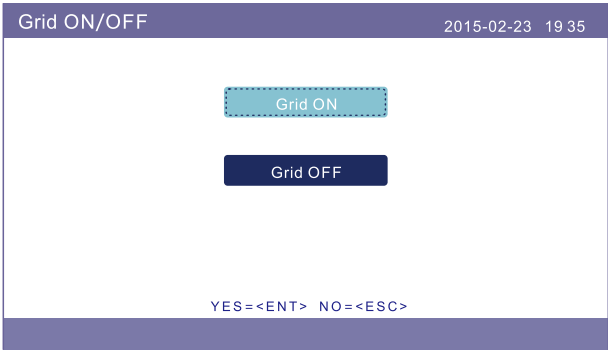 Grid ON/OFF
2015-02-23 19 35
Grid ON
Grid OFF
YES=<ENT> NO=<ESC>